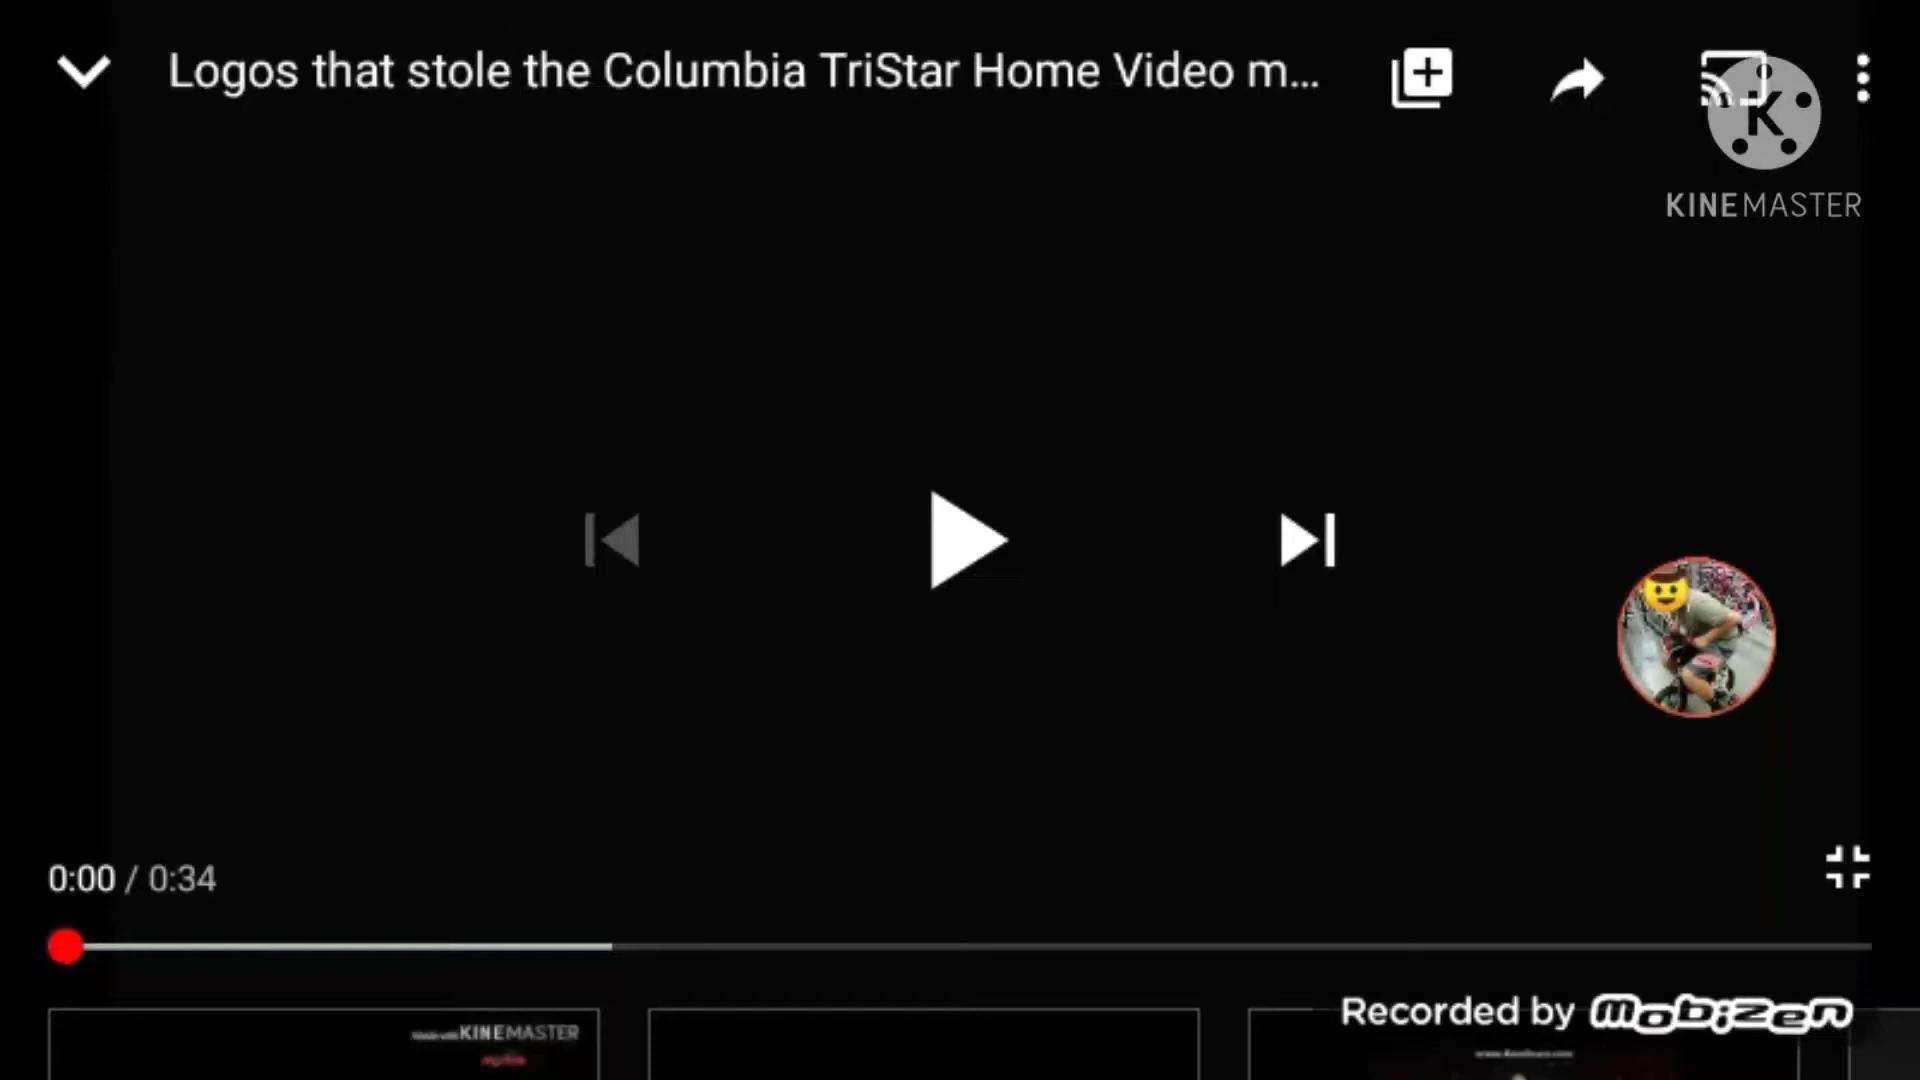 Logos that stole the Columbia TriStar Home Video m...
K
KINEMASTER
0:00 / 0:34
Recorded by mobizen
KINEMASTER